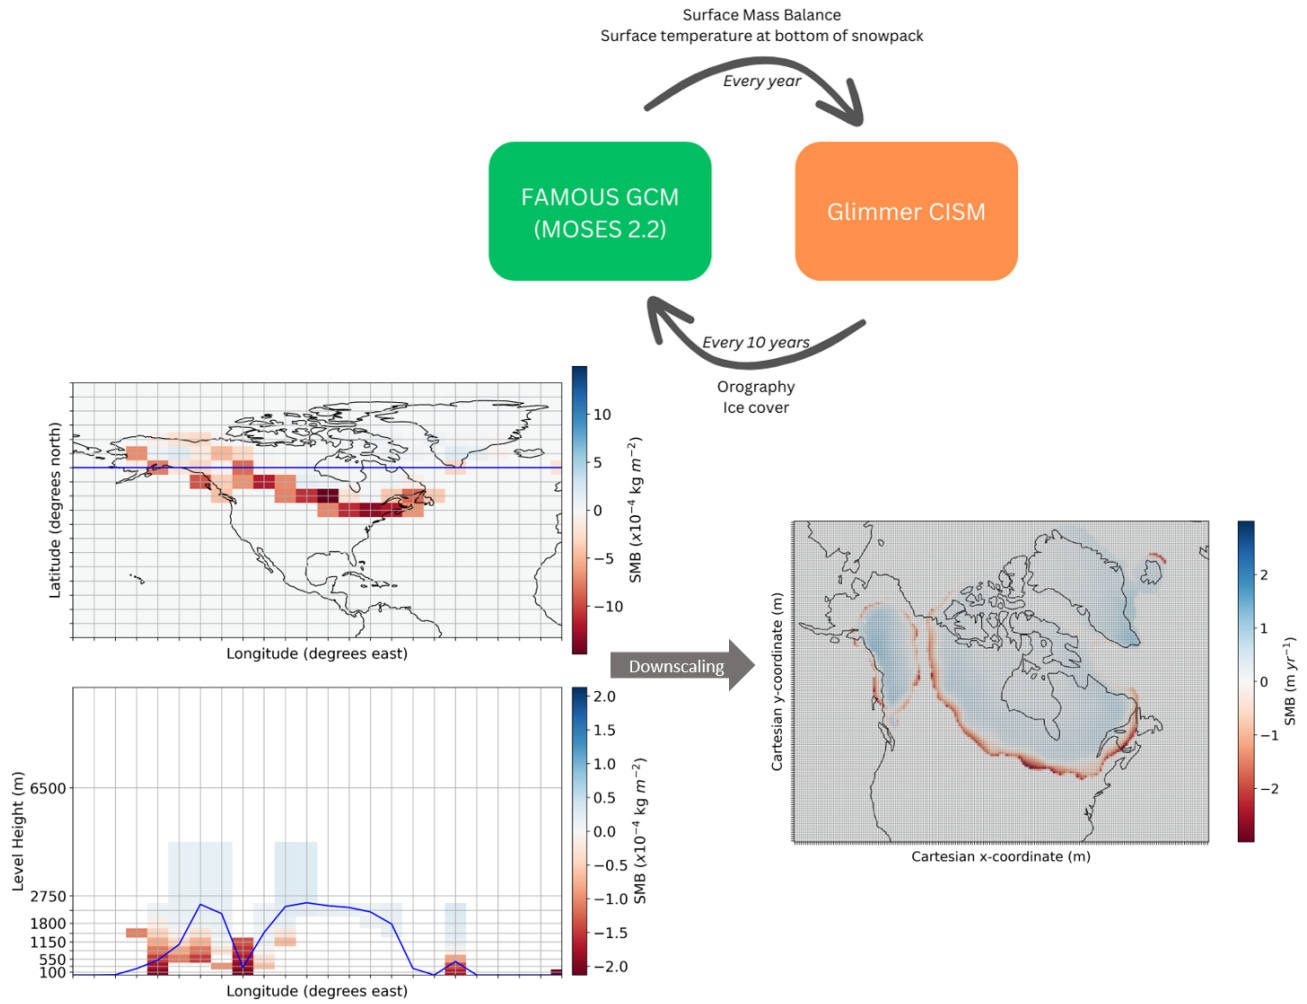 Surface Mass Balance
Surface temperature at bottom of snowpack
Every year
FAMOUS GCM
(MOSES 2.2)
Glimmer CISM
Every 10 years
Orography
Ice cover
Latitude (degrees north)
Longitude (degrees east)
10
5
0
−5
−10
SMB (x10⁻⁴ kg m⁻²)
Level Height (m)
6500
2750
1800
1150
550
100
Longitude (degrees east)
2.0
1.5
1.0
0.5
0.0
−0.5
−1.0
−1.5
−2.0
SMB (x10⁻⁴ kg m⁻²)
Downscaling
Cartesian y-coordinate (m)
Cartesian x-coordinate (m)
2
1
0
−1
−2
SMB (m yr⁻¹)